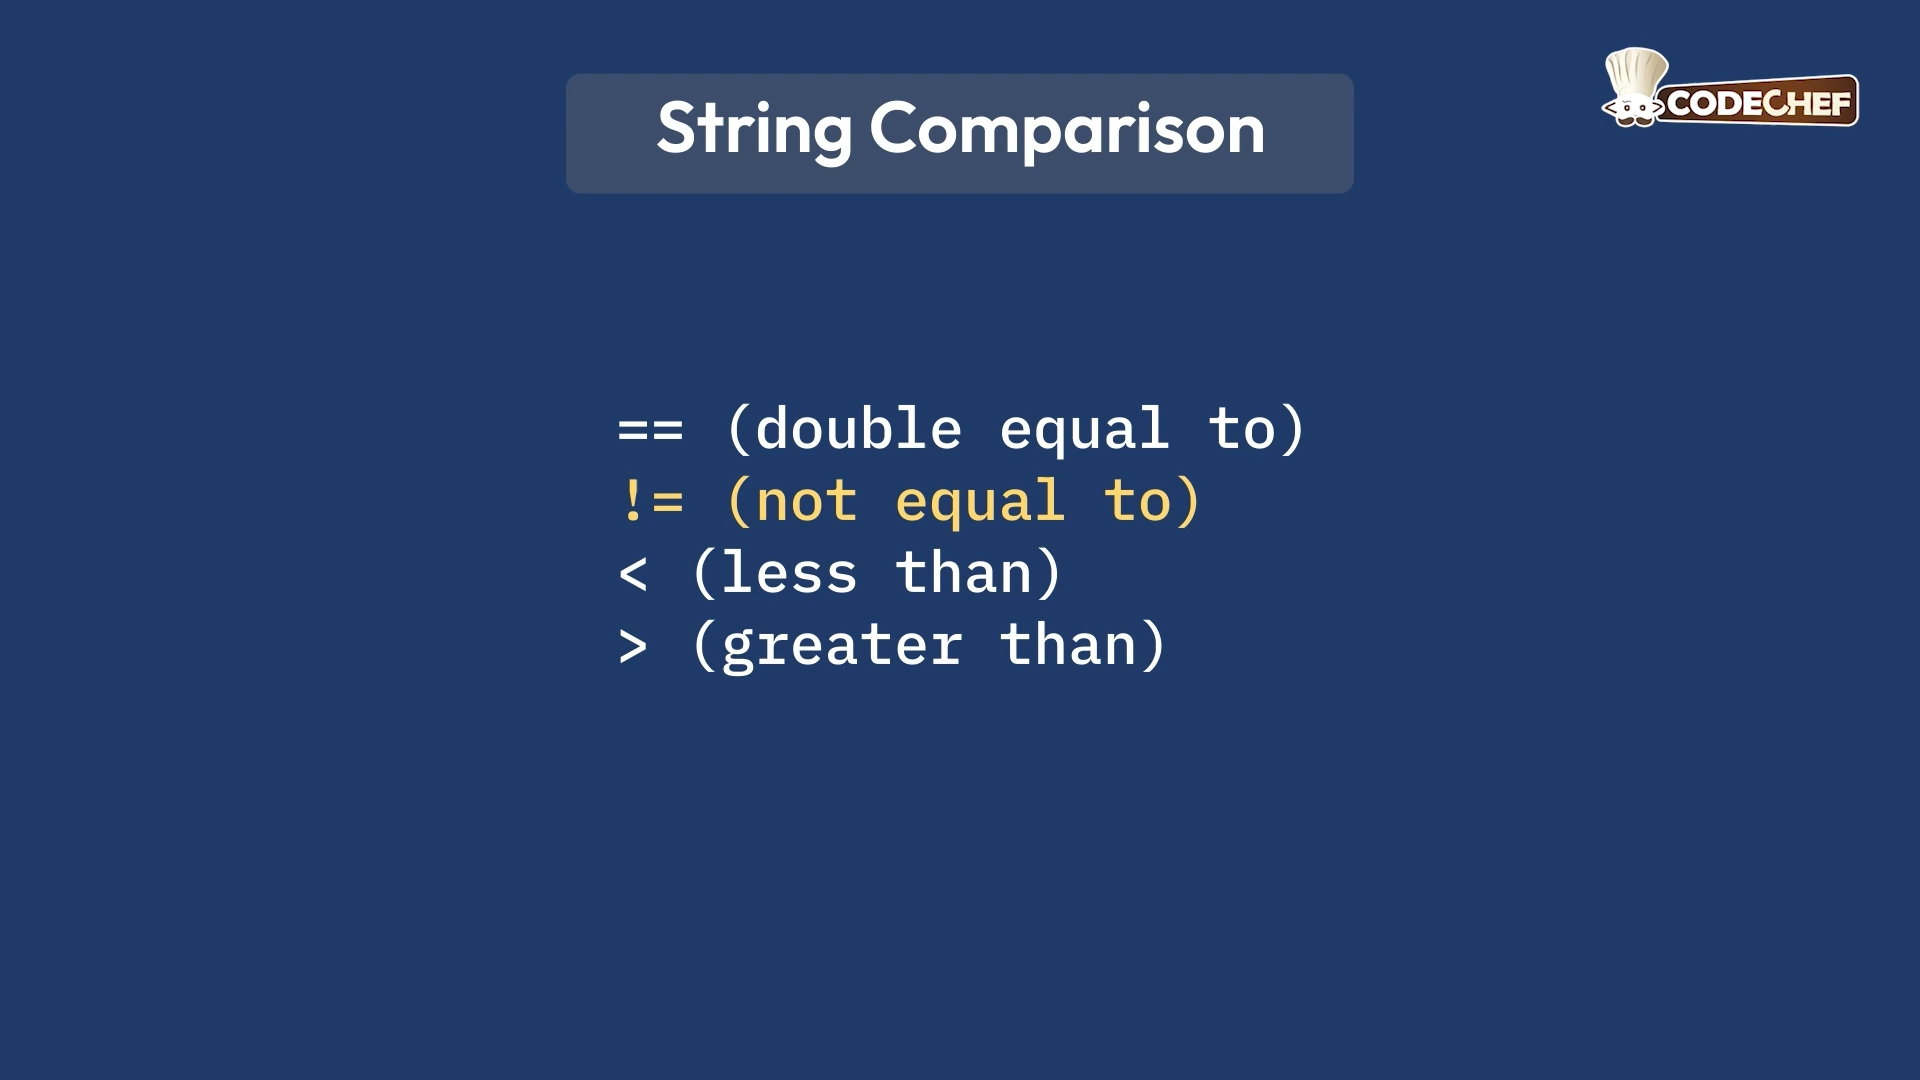 String Comparison
CODECHEF
== (double equal to)
!= (not equal to)
< (less than)
> (greater than)